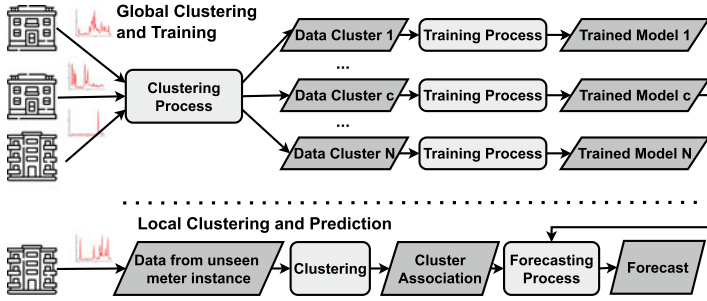 Global Clustering
and Training
Clustering
Process
Data Cluster 1
Training Process
Trained Model 1
...
Data Cluster c
Training Process
Trained Model c
...
Data Cluster N
Training Process
Trained Model N
Local Clustering and Prediction
Data from unseen
meter instance
Clustering
Cluster
Association
Forecasting
Process
Forecast